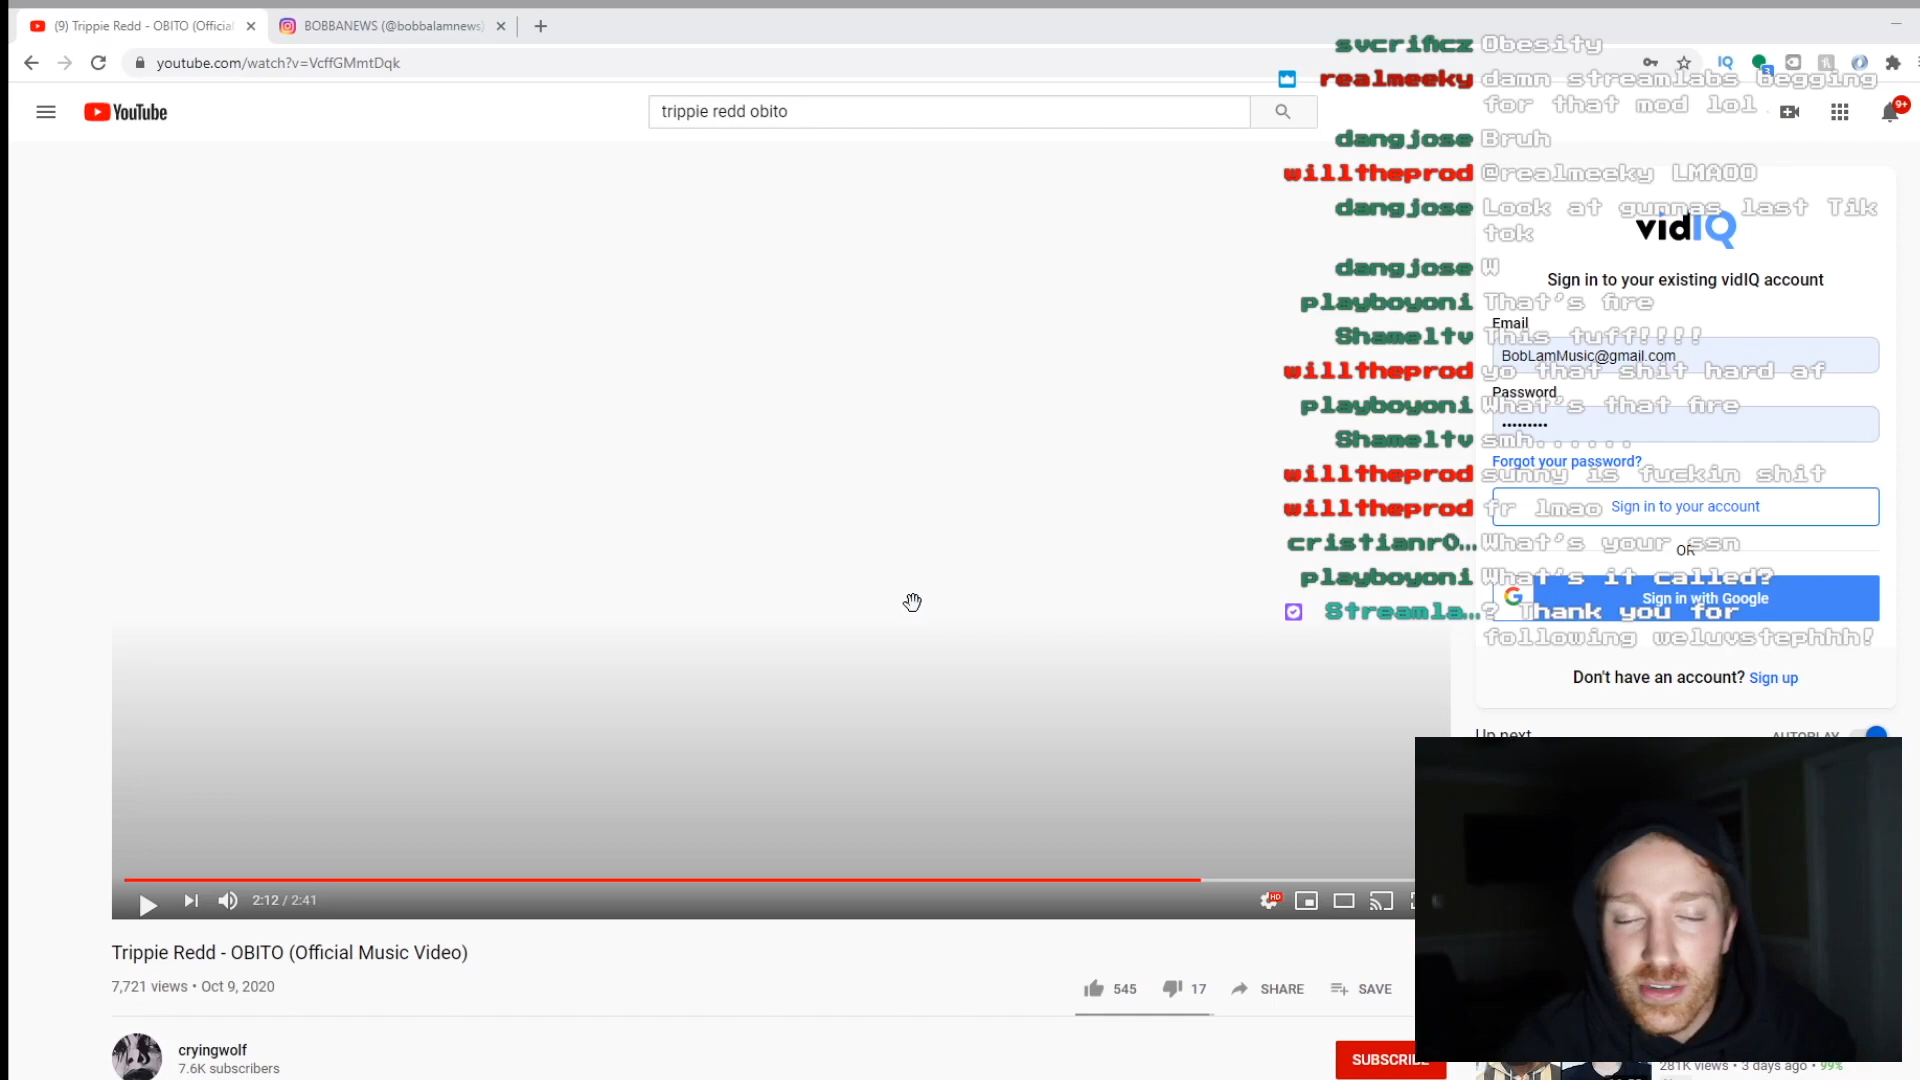 (9) Trippie Redd - OBITO (Official
BOBBANEWS (@bobbalamnews)
youtube.com/watch?v=VcffGMmtDqk
YouTube
trippie redd obito
9+
svcrificz Obesity
realmeeky damn streamlabs begging
for that mod lol
dangjose Bruh
willtheprod @realmeeky LMAOO
dangjose Look at gunnas last Tik
tok
dangjose W
playboyoni That's fire
Shameltv This tuff!!!!
willtheprod yo that shit hard af
playboyoni What's that fire
Shameltv smh......
willtheprod sunny is fuckin shit
willtheprod fr lmao
cristianr0... What's your ssn
playboyoni What's it called?
Streamla... ? Thank you for
following weluvstephhh!
vidIQ
Sign in to your existing vidIQ account
Email
BobLamMusic@gmail.com
Password
•••••••••
Forgot your password?
Sign in to your account
OR
Sign in with Google
Don't have an account? Sign up
Up next
AUTOPLAY
2:12 / 2:41
HD
Trippie Redd - OBITO (Official Music Video)
7,721 views • Oct 9, 2020
545
17
SHARE
SAVE
cryingwolf
7.6K subscribers
SUBSCRIBE
281K views • 3 days ago • 99%